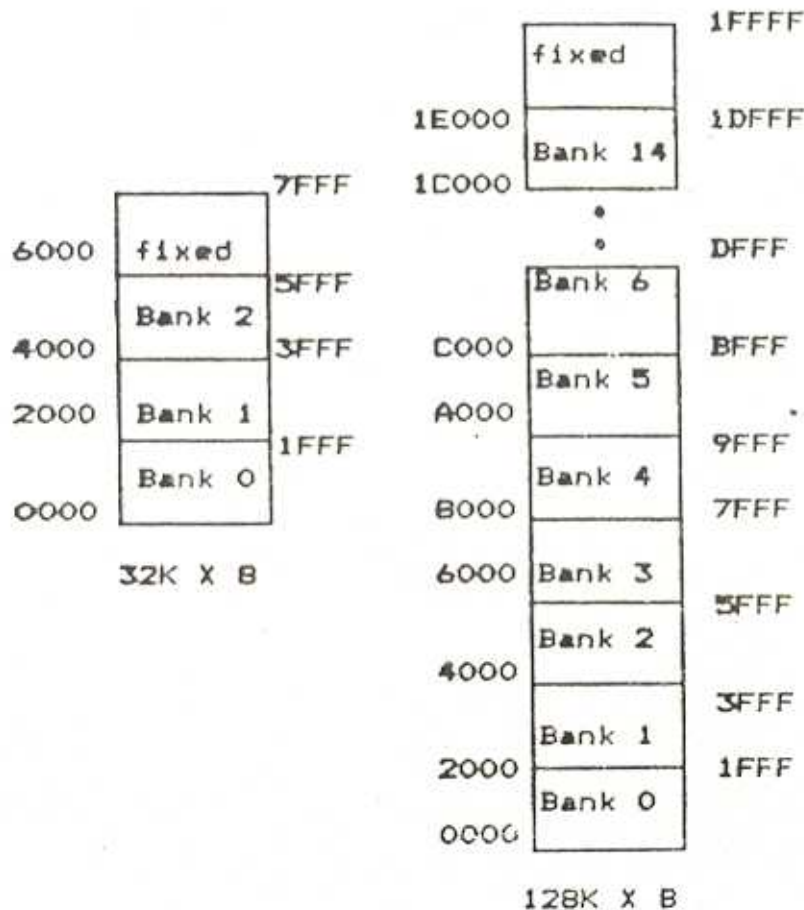 7FFF
6000 fixed
5FFF
Bank 2
4000 3FFF
2000 Bank 1
1FFF
Bank 0
0000
32K X 8
1FFFF
fixed
1E000 1DFFF
Bank 14
1C000
DFFF
Bank 6
C000 BFFF
Bank 5
A000
9FFF
Bank 4
8000 7FFF
6000 Bank 3
5FFF
Bank 2
4000
3FFF
Bank 1
2000 1FFF
Bank 0
0000
128K X 8